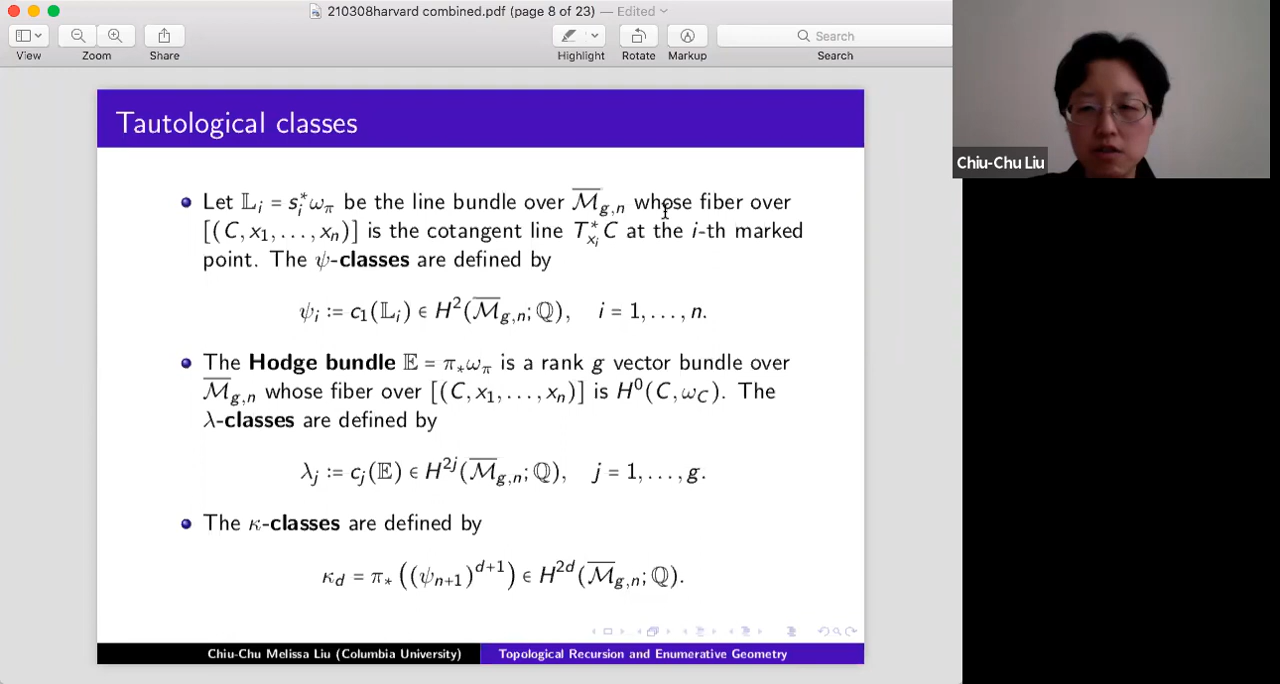 210308harvard combined.pdf (page 8 of 23) — Edited
View Zoom Share Highlight Rotate Markup Search
Search
Tautological classes
Let 𝕃ᵢ = sᵢ*ω_π be the line bundle over ℳ̅_{g,n} whose fiber over
[(C, x₁, . . . , xₙ)] is the cotangent line T*_{xᵢ}C at the i-th marked
point. The ψ-classes are defined by
ψᵢ := c₁(𝕃ᵢ) ∈ H²(ℳ̅_{g,n}; ℚ), i = 1, . . . , n.
The Hodge bundle 𝔼 = π_*ω_π is a rank g vector bundle over
ℳ̅_{g,n} whose fiber over [(C, x₁, . . . , xₙ)] is H⁰(C, ω_C). The
λ-classes are defined by
λⱼ := cⱼ(𝔼) ∈ H^{2j}(ℳ̅_{g,n}; ℚ), j = 1, . . . , g.
The κ-classes are defined by
κ_d = π_*((ψ_{n+1})^{d+1}) ∈ H^{2d}(ℳ̅_{g,n}; ℚ).
Chiu-Chu Melissa Liu (Columbia University) Topological Recursion and Enumerative Geometry
Chiu-Chu Liu